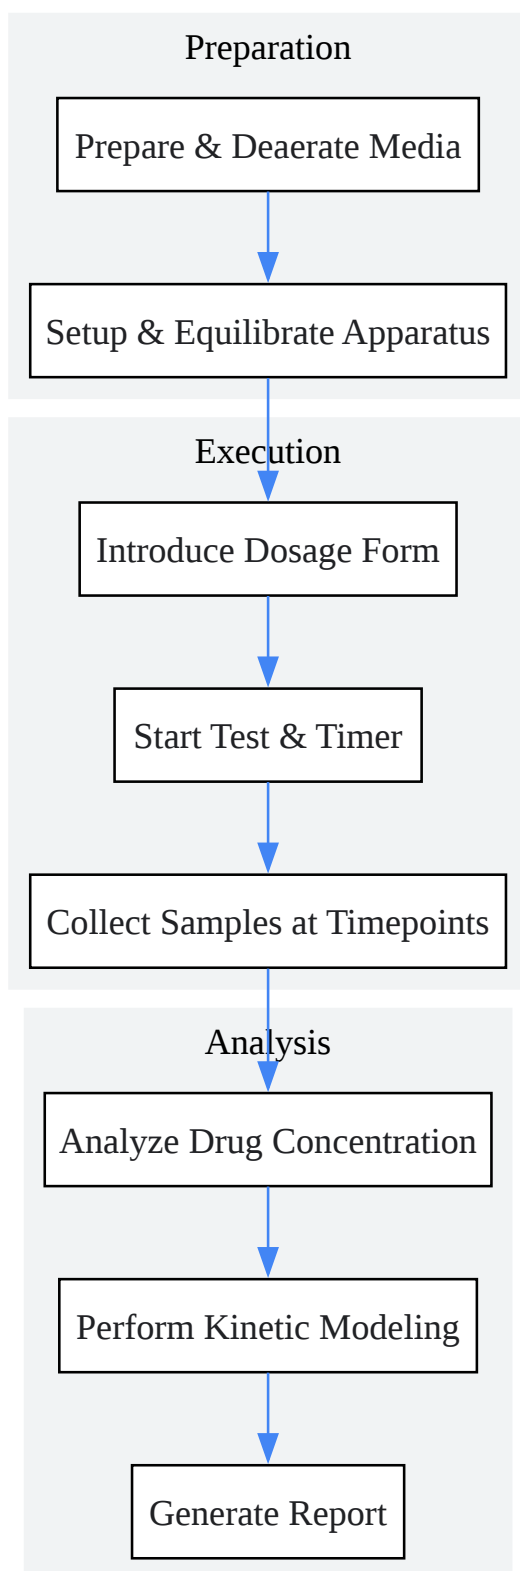 Preparation
Prepare & Deaerate Media
Setup & Equilibrate Apparatus
Execution
Introduce Dosage Form
Start Test & Timer
Collect Samples at Timepoints
Analysis
Analyze Drug Concentration
Perform Kinetic Modeling
Generate Report